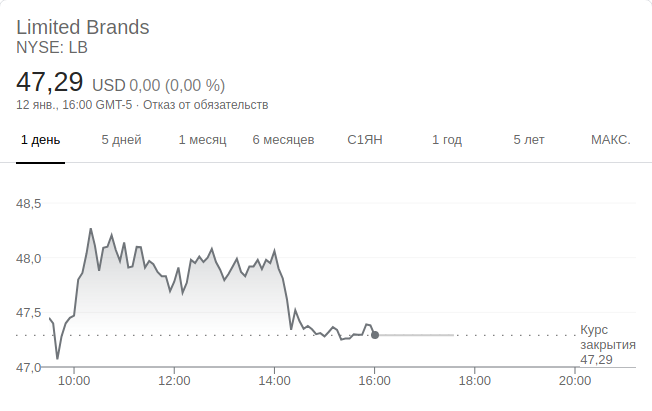 Limited Brands
NYSE: LB
47,29 USD 0,00 (0,00 %)
12 янв., 16:00 GMT-5 · Отказ от обязательств
1 день 5 дней 1 месяц 6 месяцев С1ЯН 1 год 5 лет МАКС.
48,5
48,0
47,5
Курс
закрытия
47,29
47,0
10:00 12:00 14:00 16:00 18:00 20:00